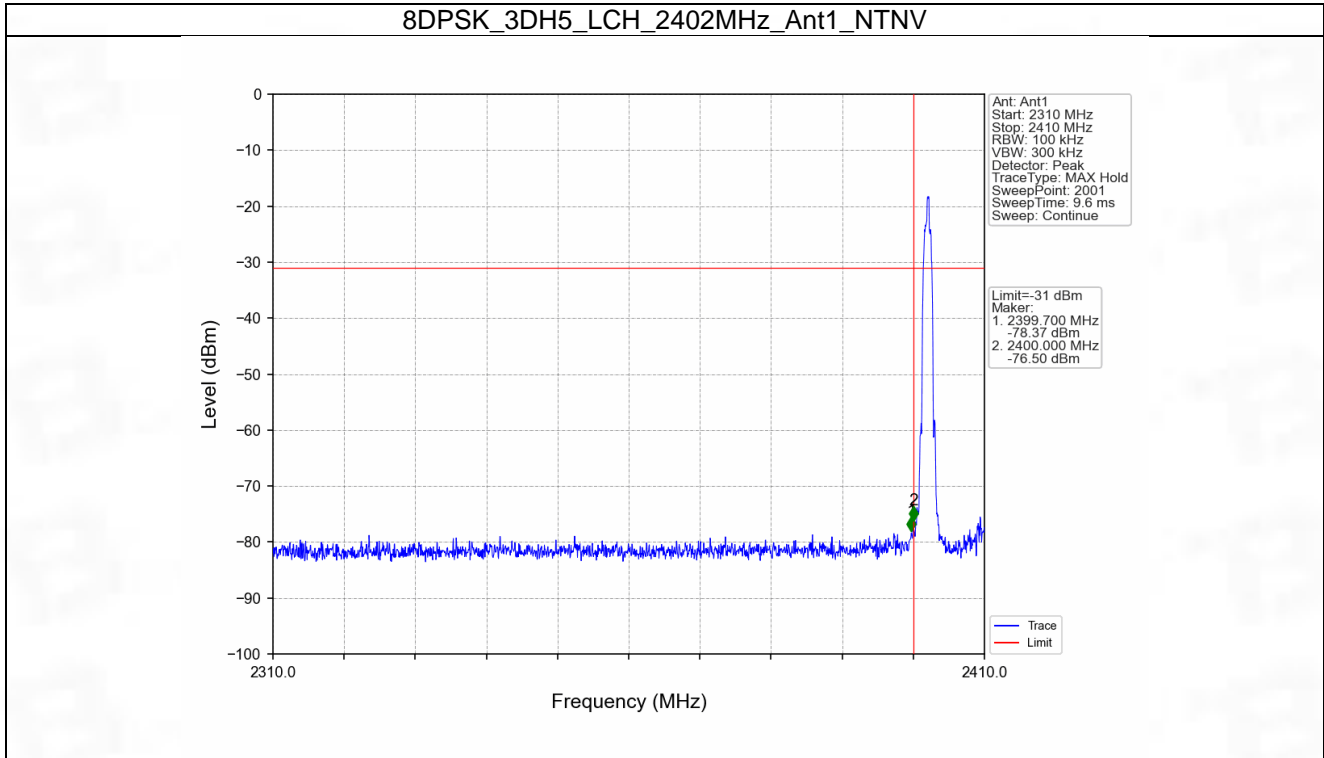 8DPSK_3DH5_LCH_2402MHz_Ant1_NTNV
0
−10
−20
−30
−40
−50
−60
−70
−80
−90
−100
Level (dBm)
2310.0
2410.0
Frequency (MHz)
2
Ant: Ant1
Start: 2310 MHz
Stop: 2410 MHz
RBW: 100 kHz
VBW: 300 kHz
Detector: Peak
TraceType: MAX Hold
SweepPoint: 2001
SweepTime: 9.6 ms
Sweep: Continue
Limit=-31 dBm
Maker:
1. 2399.700 MHz
-78.37 dBm
2. 2400.000 MHz
-76.50 dBm
Trace
Limit